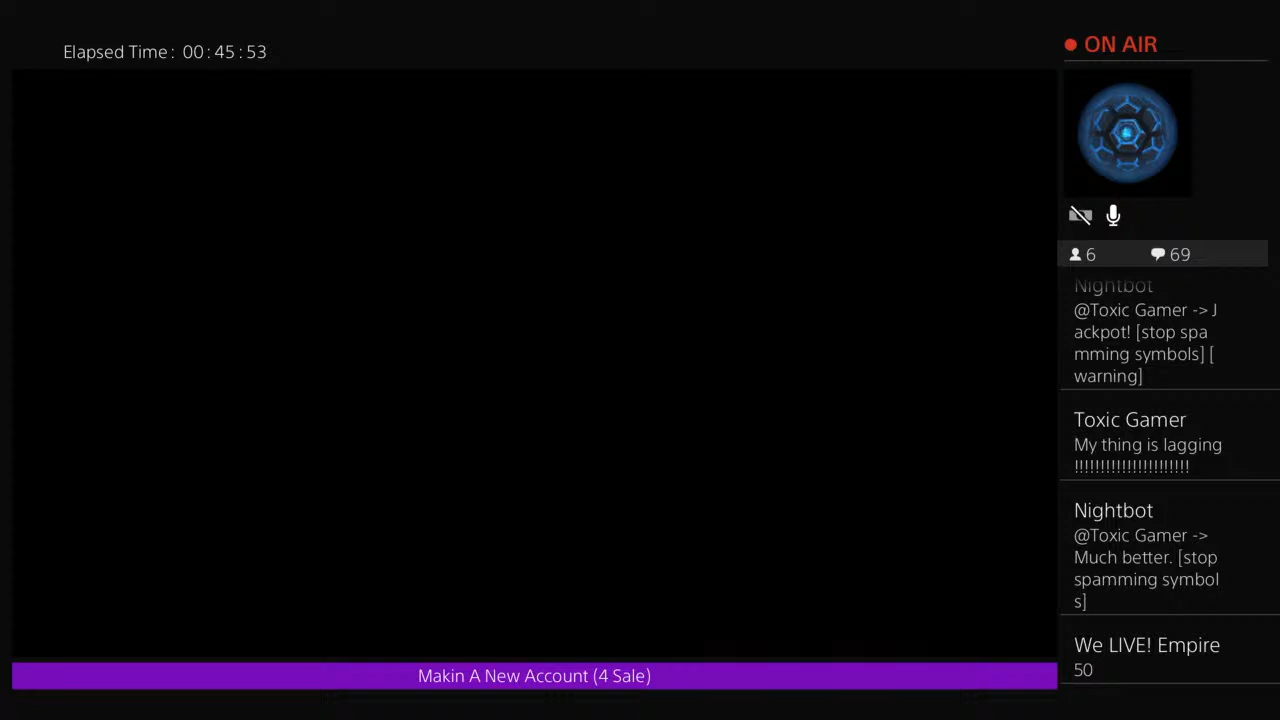 Elapsed Time: 00:45:53
ON AIR
6 69
Nightbot
@Toxic Gamer -> J
ackpot! [stop spa
mming symbols] [
warning]
Toxic Gamer
My thing is lagging
!!!!!!!!!!!!!!!!!!!!!!
Nightbot
@Toxic Gamer ->
Much better. [stop
spamming symbol
s]
We LIVE! Empire
50
Makin A New Account (4 Sale)